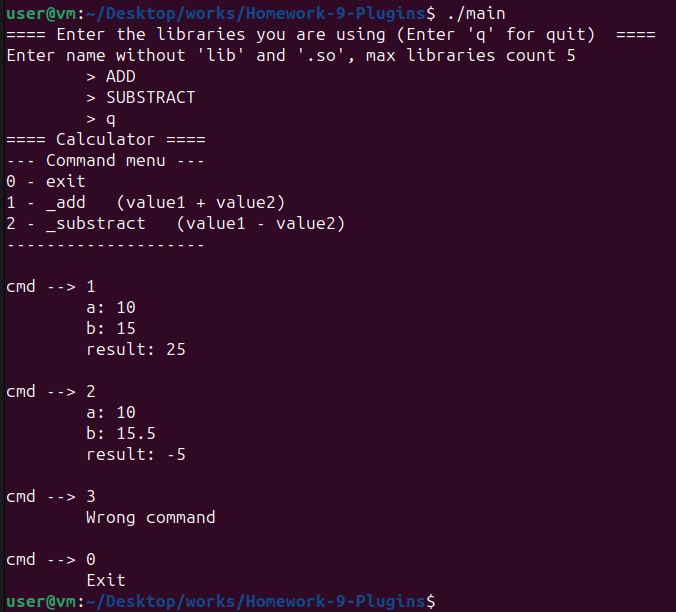 user@vm:~/Desktop/works/Homework-9-Plugins$ ./main
==== Enter the libraries you are using (Enter 'q' for quit)  ====
Enter name without 'lib' and '.so', max libraries count 5
        > ADD
        > SUBSTRACT
        > q
==== Calculator ====
--- Command menu ---
0 - exit
1 - _add   (value1 + value2)
2 - _substract   (value1 - value2)
--------------------
cmd --> 1
        a: 10
        b: 15
        result: 25
cmd --> 2
        a: 10
        b: 15.5
        result: -5
cmd --> 3
        Wrong command
cmd --> 0
        Exit
user@vm:~/Desktop/works/Homework-9-Plugins$